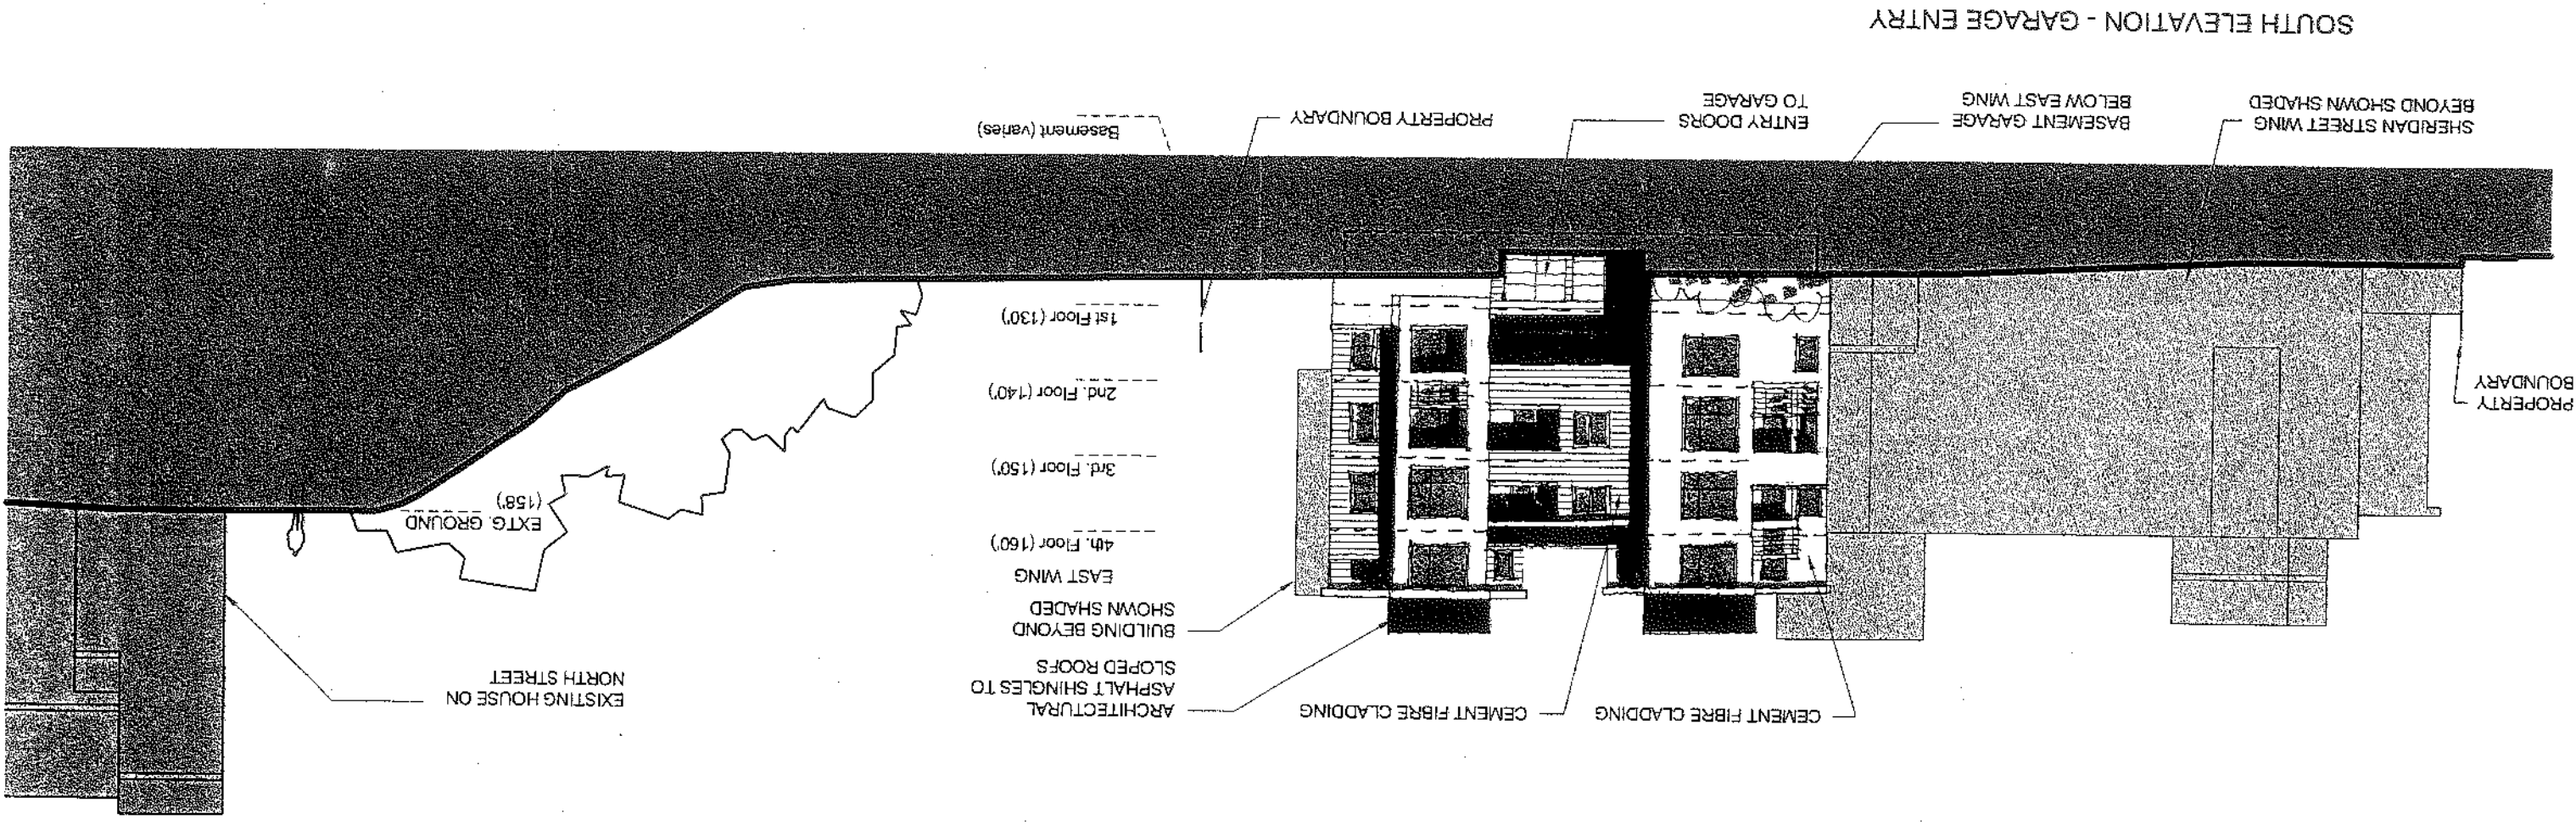 CEMENT FIBRE CLADDING
CEMENT FIBRE CLADDING
ARCHITECTURAL
ASPHALT SHINGLES TO
SLOPED ROOFS
BUILDING BEYOND
SHOWN SHADED
EAST WING
4th. Floor (160')
3rd. Floor (150')
2nd. Floor (140')
1st Floor (130')
Basement (varies)
EXISTING HOUSE ON
NORTH STREET
EXTG. GROUND
(158')
PROPERTY
BOUNDARY
SHERIDAN STREET WING
BEYOND SHOWN SHADED
BASEMENT GARAGE
BELOW EAST WING
ENTRY DOORS
TO GARAGE
PROPERTY BOUNDARY
SOUTH ELEVATION - GARAGE ENTRY